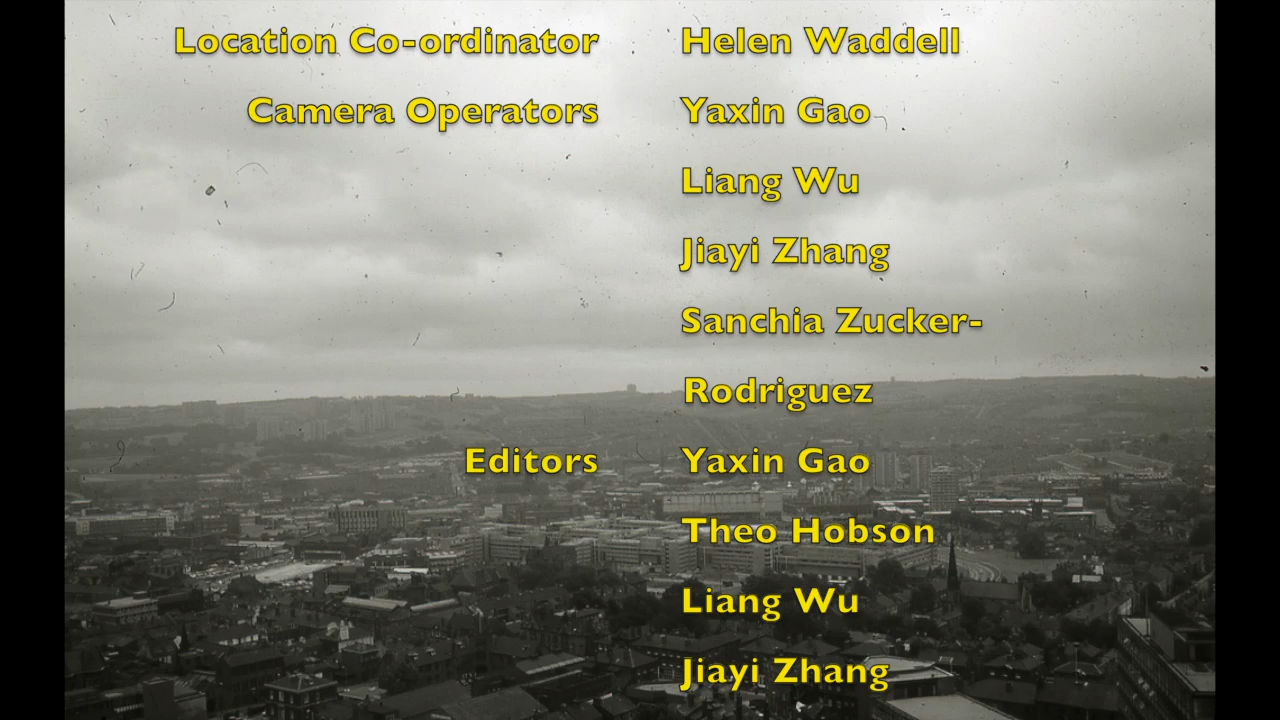 Location Co-ordinator Helen Waddell
Camera Operators Yaxin Gao
Liang Wu
Jiayi Zhang
Sanchia Zucker-
Rodriguez
Editors Yaxin Gao
Theo Hobson
Liang Wu
Jiayi Zhang